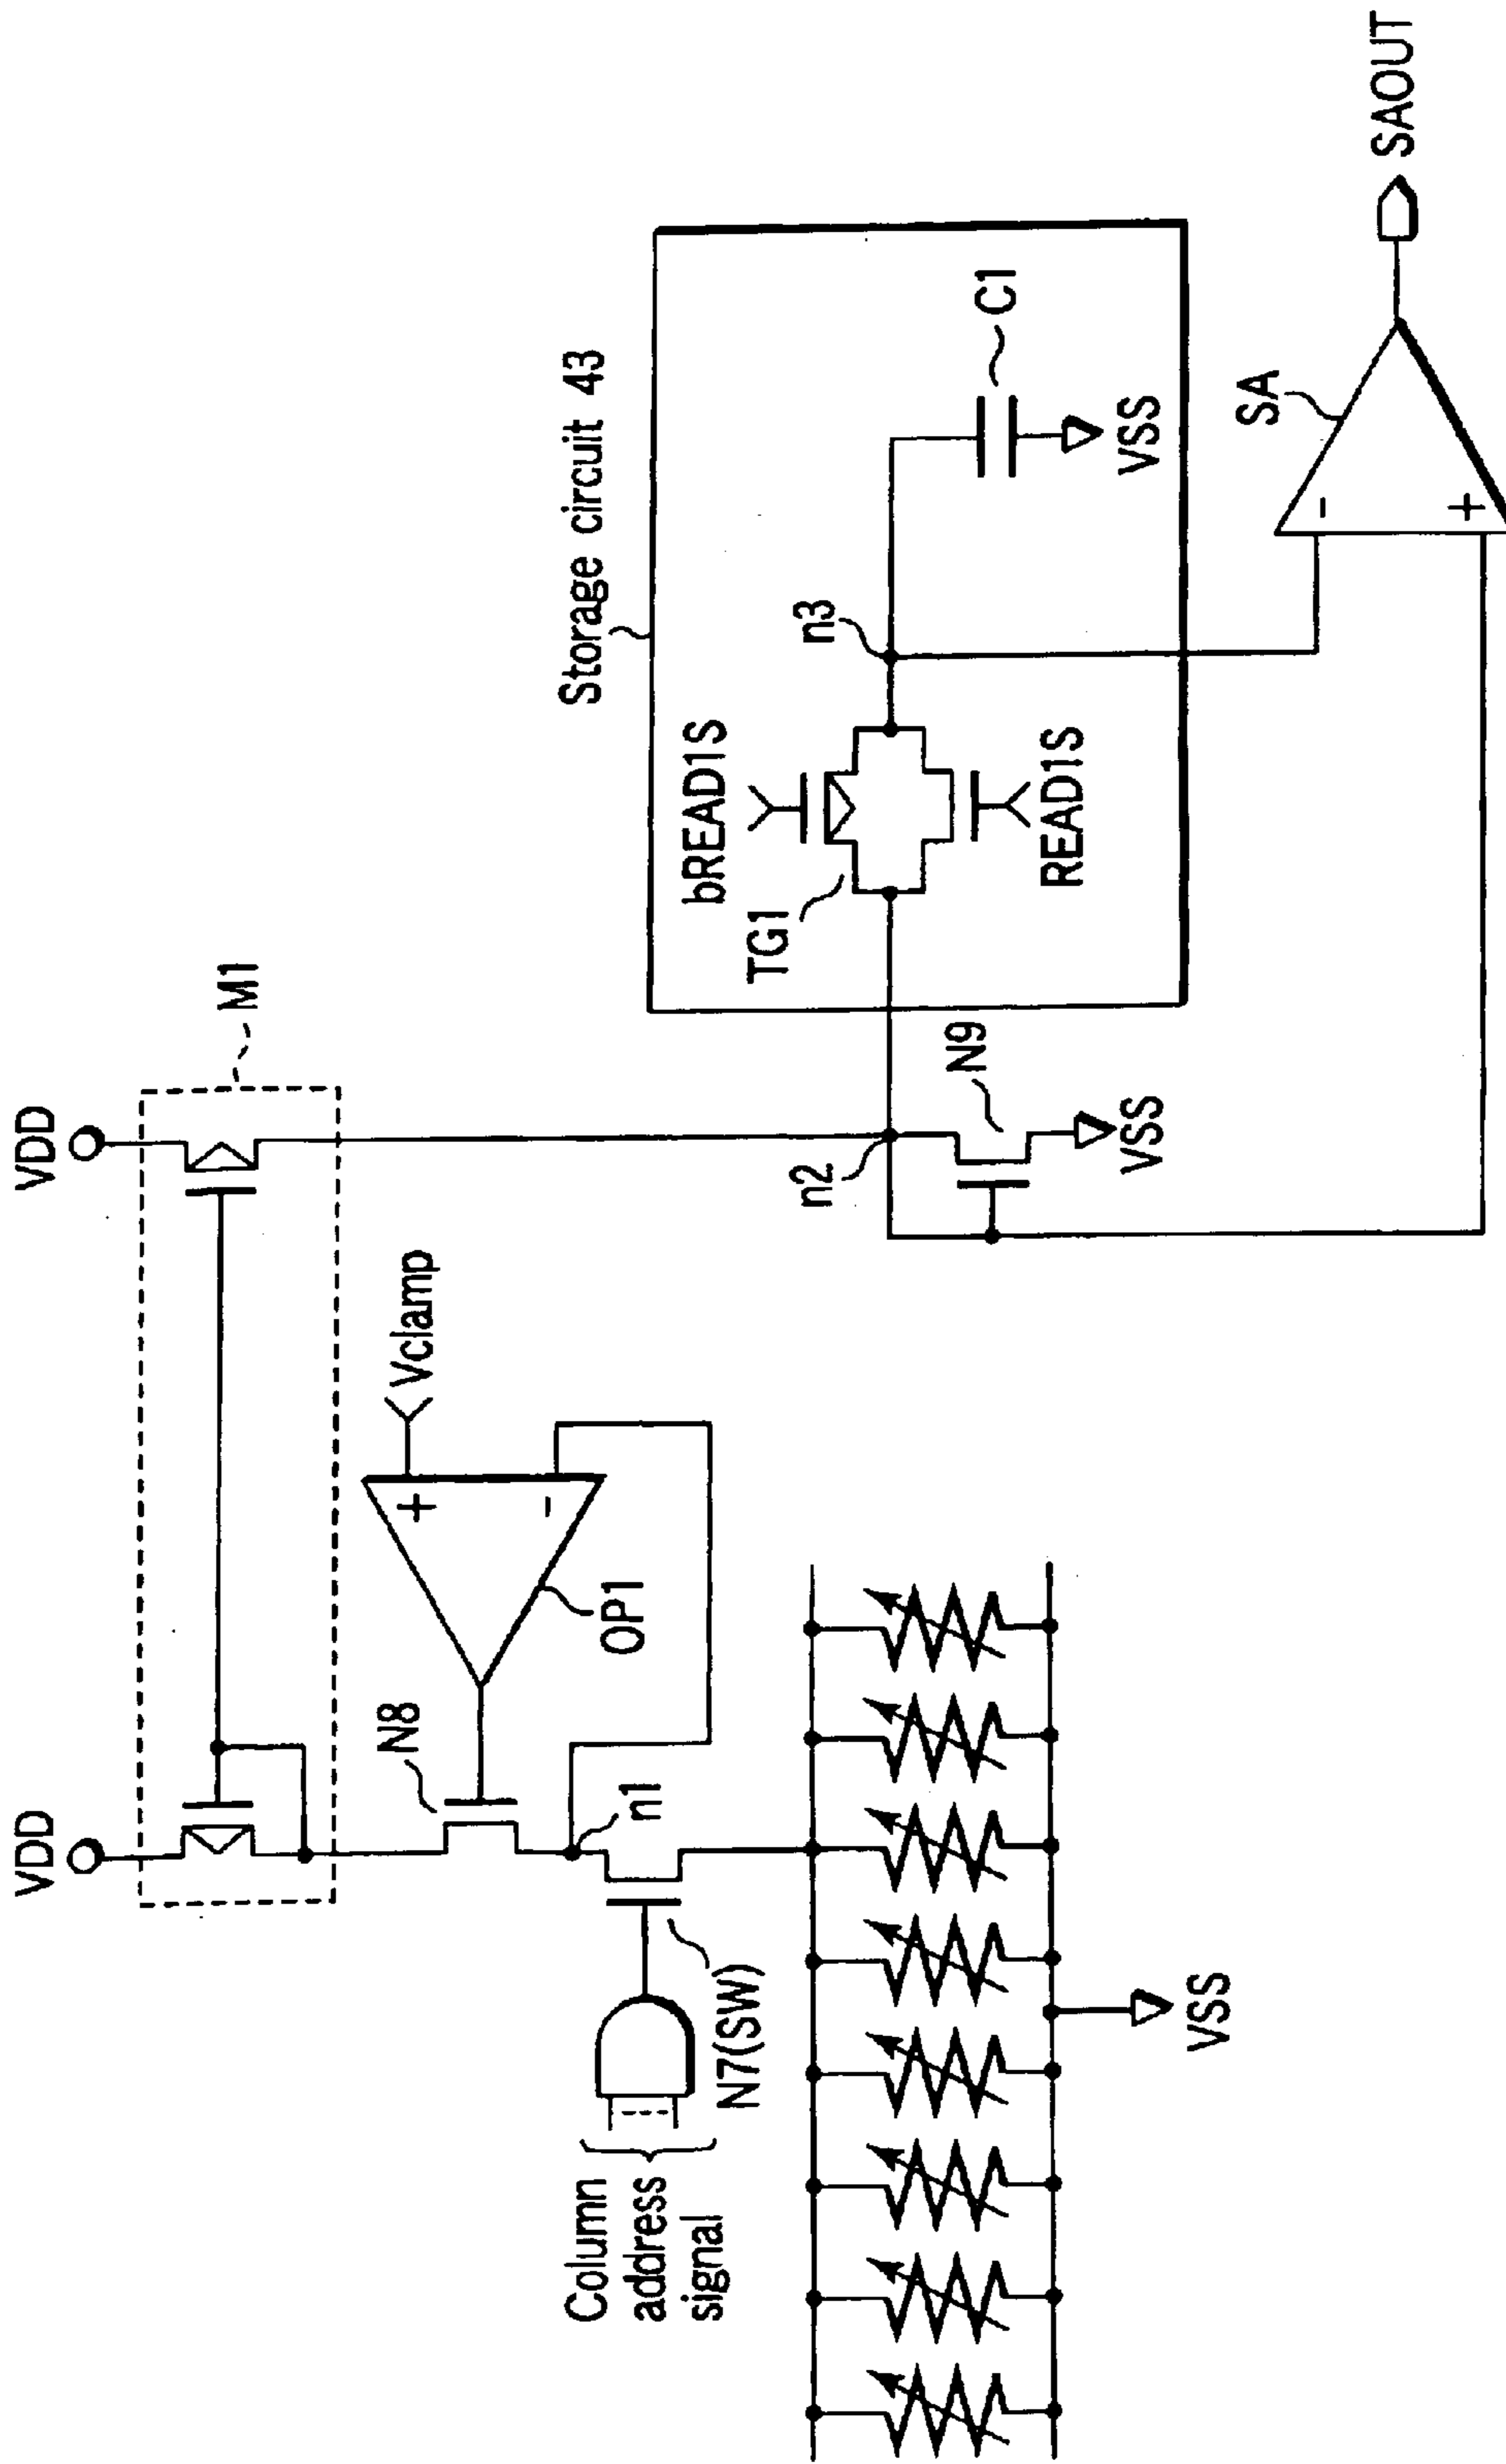 VDD
VDD
M1
Vclamp
+
-
OP1
N8
n1
N7(SW)
Column
address
signal
VSS
n2
N9
VSS
Storage circuit 43
bREAD1S
TG1
READ1S
n3
C1
VSS
SA
-
+
SAOUT